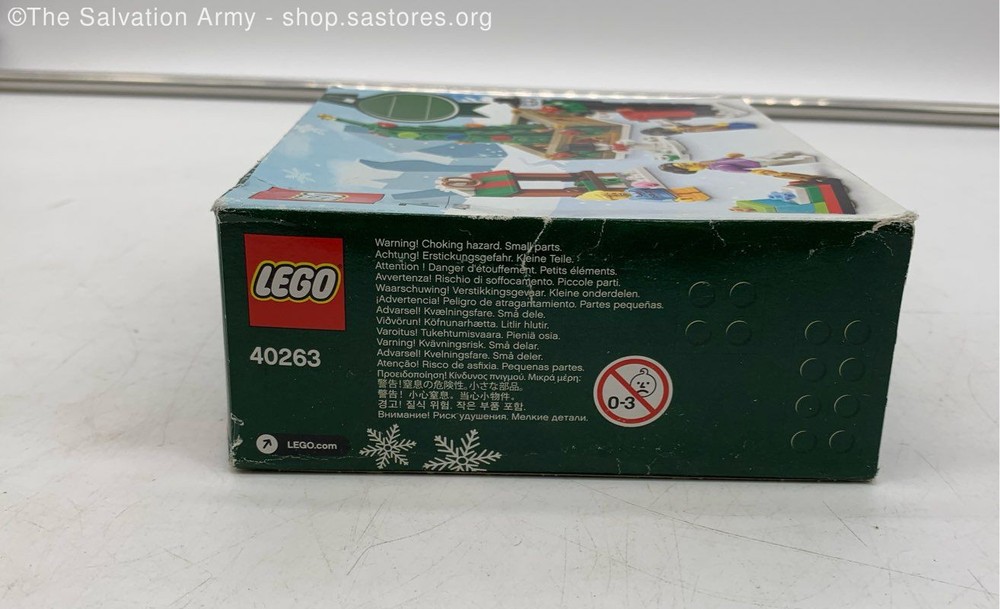 ©The Salvation Army - shop.sastores.org
LEGO
LEGO
40263
Warning! Choking hazard. Small parts.
Achtung! Erstickungsgefahr. Kleine Teile.
Attention ! Danger d'étouffement. Petits éléments.
Avvertenza! Rischio di soffocamento. Piccole parti.
Waarschuwing! Verstikkingsgevaar. Kleine onderdelen.
¡Advertencia! Peligro de atragantamiento. Partes pequeñas.
Advarsel! Kvælningsfare. Små dele.
Viðvörun! Köfnunarhætta. Litlir hlutir.
Varoitus! Tukehtumisvaara. Pieniä osia.
Varning! Kvävningsrisk. Små delar.
Advarsel! Kvelningsfare. Små deler.
Atenção! Risco de asfixia. Pequenas partes.
Προειδοποίηση! Κίνδυνος πνιγμού. Μικρά μέρη.
警告!窒息の危険性。小さな部品。
警告! 小心窒息。当心小物件。
경고! 질식 위험. 작은 부품 포함.
Внимание! Риск удушения. Мелкие детали.
0-3
LEGO.com